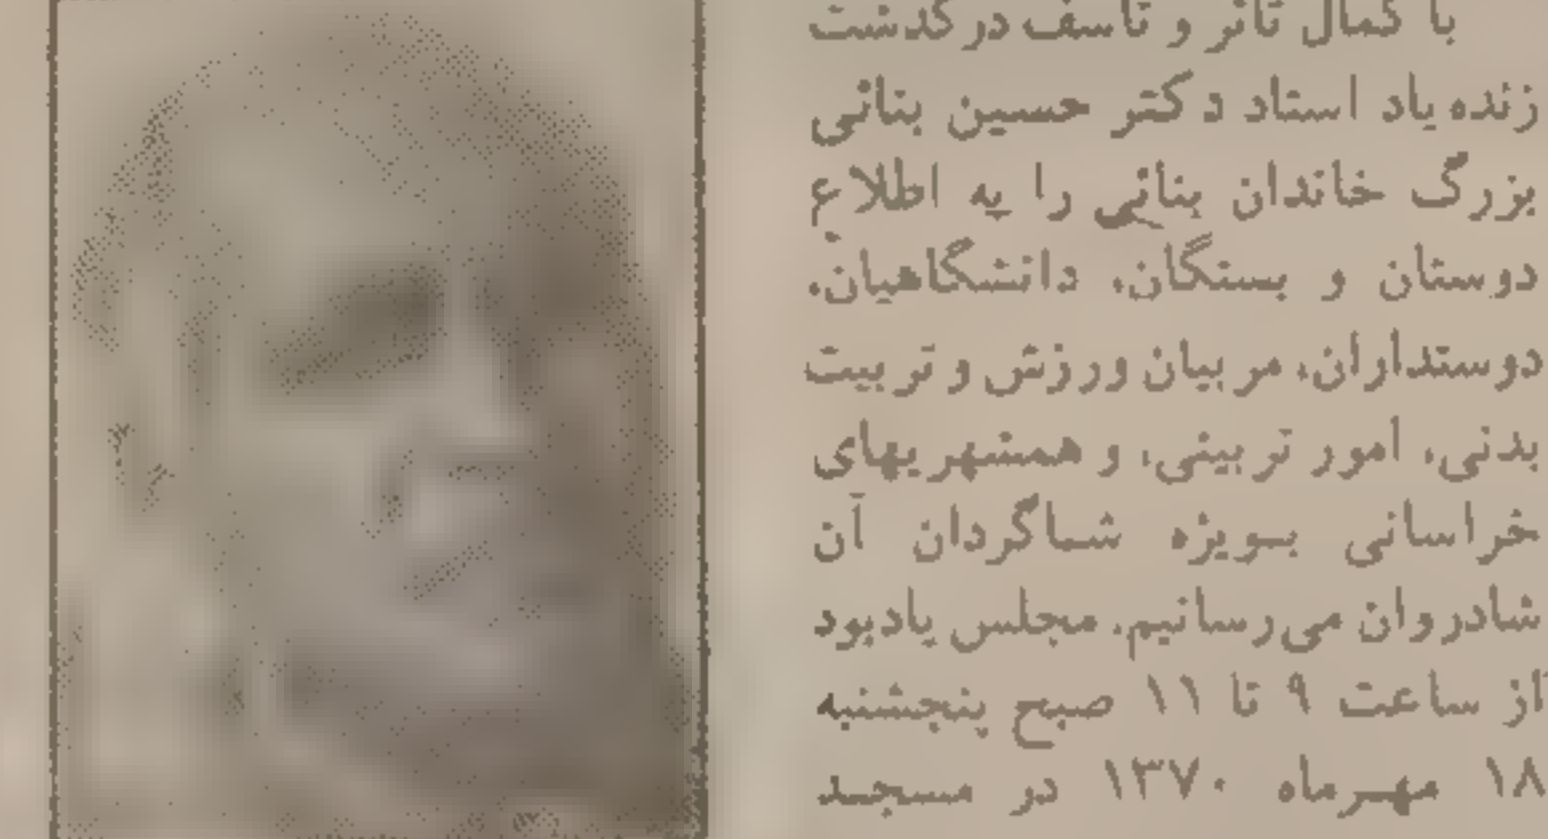 با کمال تاثر و تاسف درگذشت
زنده یاد استاد دکتر حسین بنائی
بزرگ خاندان بنائی را به اطلاع
دوستان و بستگان، دانشگاهیان،
دوستداران، مربیان ورزش و تربیت
بدنی، امور تربیتی، و همشهریهای
خراسانی بویژه شاگردان آن
شادروان می‌رسانیم. مجلس یادبود
از ساعت ۹ تا ۱۱ صبح پنجشنبه
۱۸ مهرماه ۱۳۷۰ در مسجد